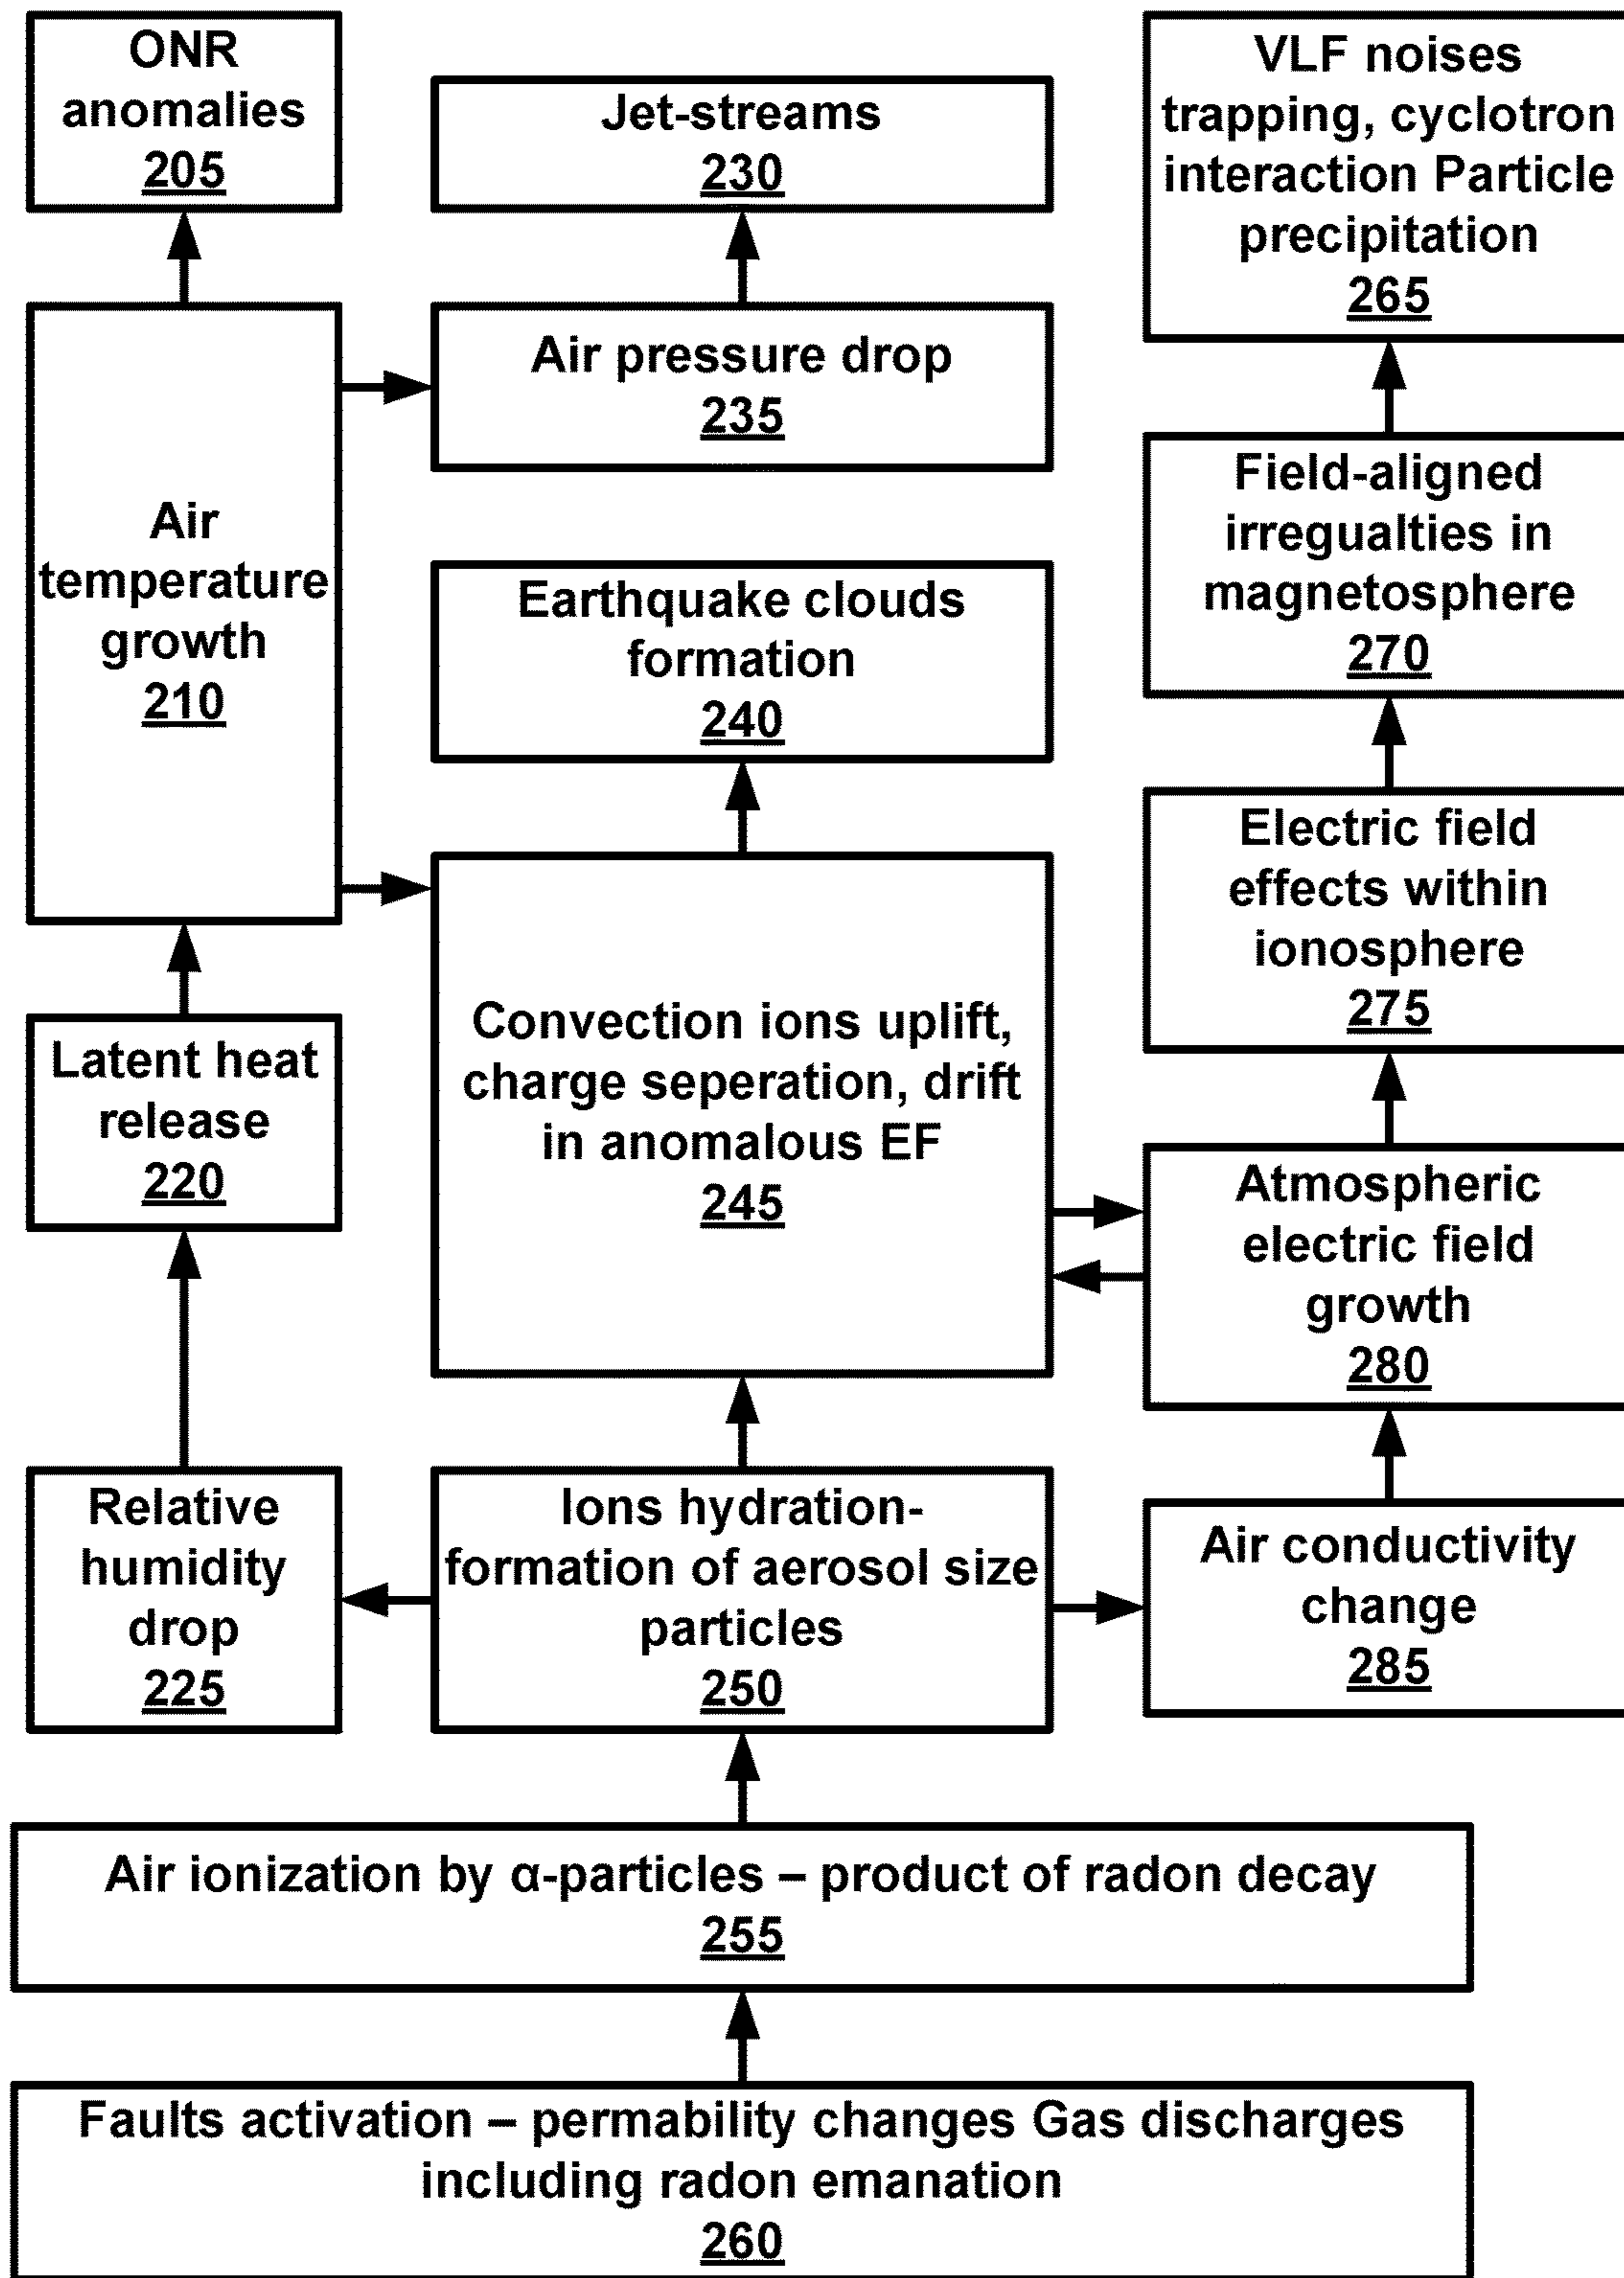 ONR
anomalies
205
Jet-streams
230
VLF noises
trapping, cyclotron
interaction Particle
precipitation
265
Air
temperature
growth
210
Air pressure drop
235
Field-aligned
irregualties in
magnetosphere
270
Earthquake clouds
formation
240
Electric field
effects within
ionosphere
275
Latent heat
release
220
Convection ions uplift,
charge seperation, drift
in anomalous EF
245
Atmospheric
electric field
growth
280
Relative
humidity
drop
225
Ions hydration-
formation of aerosol size
particles
250
Air conductivity
change
285
Air ionization by α-particles – product of radon decay
255
Faults activation – permability changes Gas discharges
including radon emanation
260